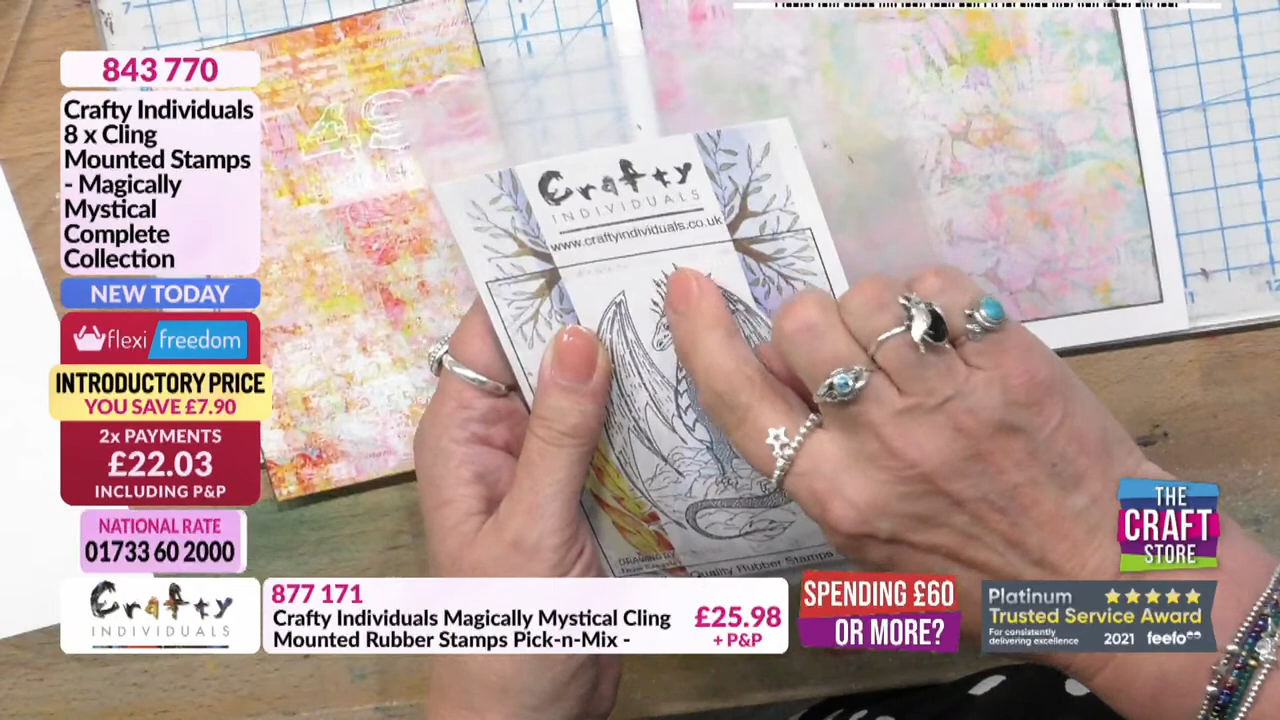 843 770
Crafty Individuals
8 x Cling
Mounted Stamps
- Magically
Mystical
Complete
Collection
NEW TODAY
flexi freedom
INTRODUCTORY PRICE
YOU SAVE £7.90
2x PAYMENTS
£22.03
INCLUDING P&P
NATIONAL RATE
01733 60 2000
Crafty
INDIVIDUALS
www.craftyindividuals.co.uk
Quality Rubber Stamps
THE
CRAFT
STORE
Crafty
INDIVIDUALS
877 171
Crafty Individuals Magically Mystical Cling
Mounted Rubber Stamps Pick-n-Mix -
£25.98
+ P&P
SPENDING £60
OR MORE?
Platinum
Trusted Service Award
For consistently
delivering excellence
2021 feefo